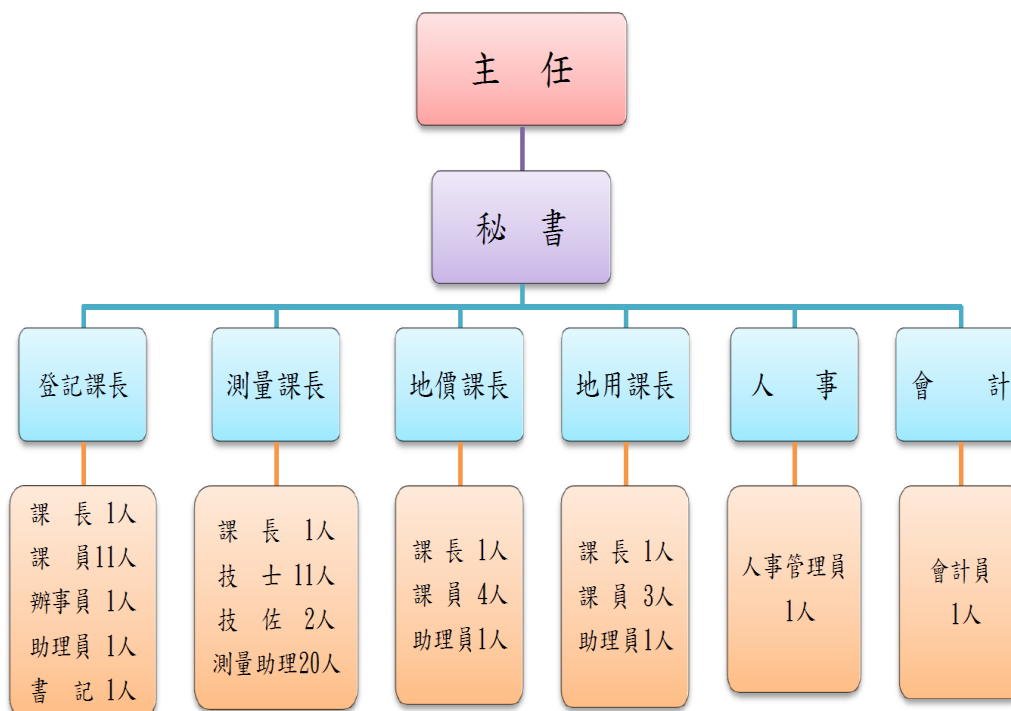 主 任
秘 書
登記課長
測量課長
地價課長
地用課長
人 事
會 計
課 長 1人
課 員11人
辦事員 1人
助理員 1人
書 記 1人
課 長 1人
技 士 11人
技 佐 2人
測量助理20人
課 長 1人
課 員 4人
助理員1人
課 長 1人
課 員 3人
助理員1人
人事管理員
1人
會計員
1人